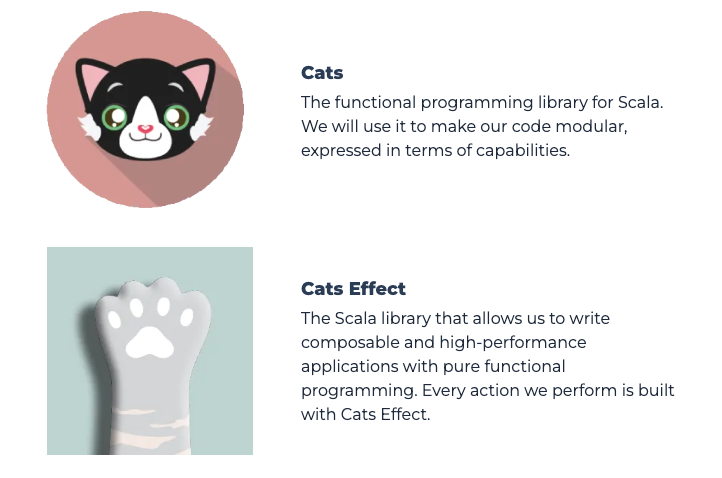 Cats
The functional programming library for Scala.
We will use it to make our code modular,
expressed in terms of capabilities.
Cats Effect
The Scala library that allows us to write
composable and high-performance
applications with pure functional
programming. Every action we perform is built
with Cats Effect.